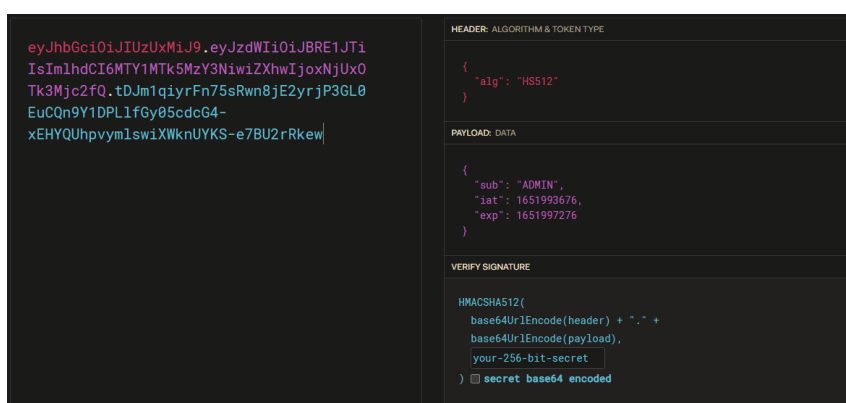 eyJhbGciOiJIUzUxMiJ9.eyJzdWIiOiJBRE1JTi
IsImlhdCI6MTY1MTk5MzY3NiwiZXhwIjoxNjUxO
Tk3Mjc2fQ.tDJm1qiyrFn75sRwn8jE2yrjP3GL0
EuCQn9Y1DPLlfGy05cdcG4-
xEHYQUhpvymlswiXWknUYKS-e7BU2rRkew
HEADER: ALGORITHM & TOKEN TYPE
{
"alg": "HS512"
}
PAYLOAD: DATA
{
"sub": "ADMIN",
"iat": 1651993676,
"exp": 1651997276
}
VERIFY SIGNATURE
HMACSHA512(
base64UrlEncode(header) + "." +
base64UrlEncode(payload),
your-256-bit-secret
) secret base64 encoded